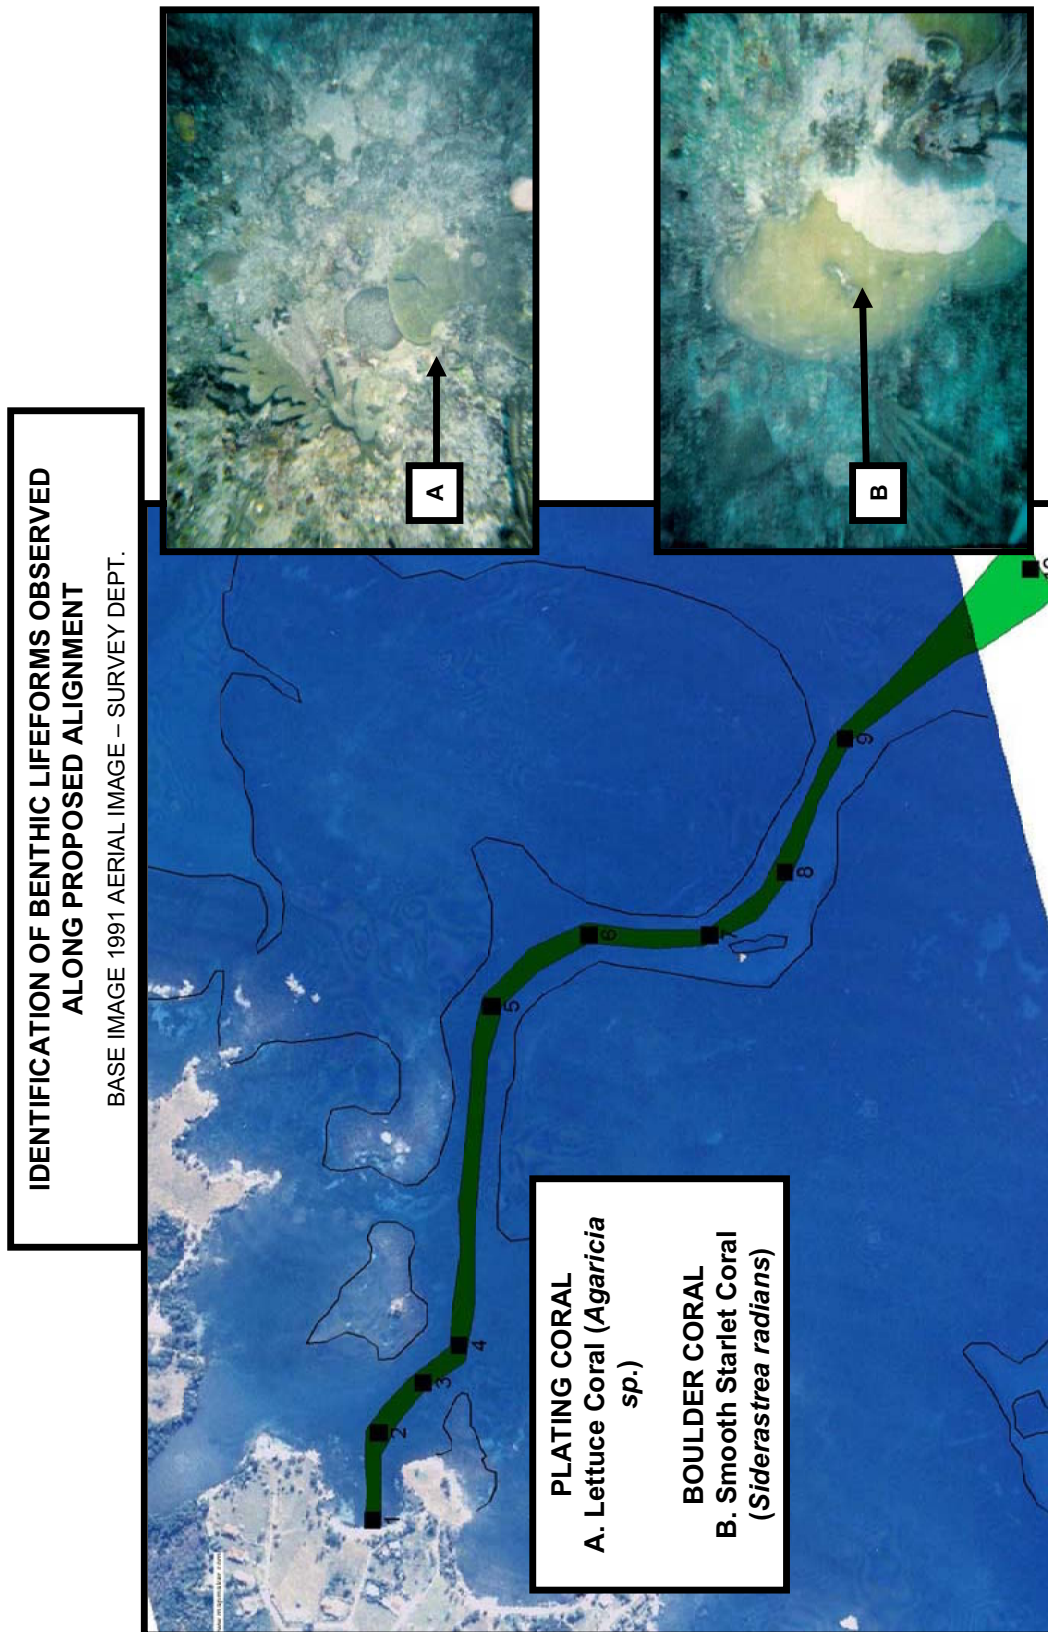 IDENTIFICATION OF BENTHIC LIFEFORMS OBSERVED
ALONG PROPOSED ALIGNMENT
BASE IMAGE 1991 AERIAL IMAGE – SURVEY DEPT.
A
B
1
2
3
4
5
6
7
8
9
PLATING CORAL
A. Lettuce Coral (Agaricia
sp.)
BOULDER CORAL
B. Smooth Starlet Coral
(Siderastrea radians)